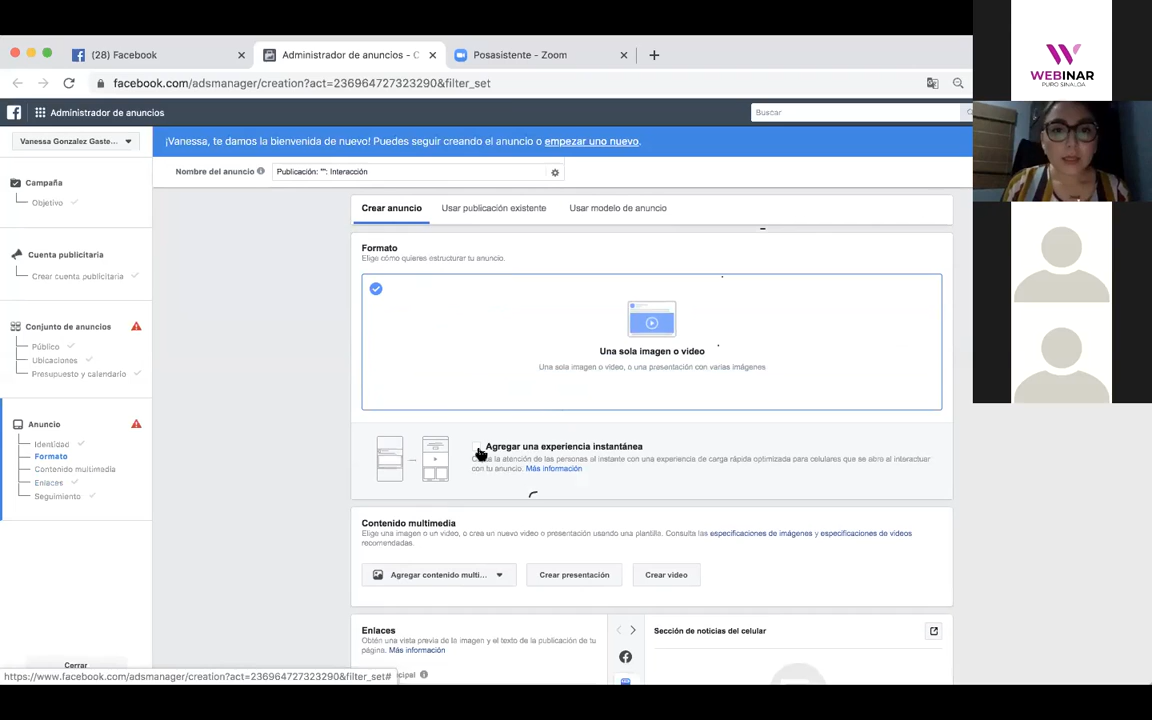 (28) Facebook
Administrador de anuncios - C
Posasistente - Zoom
facebook.com/adsmanager/creation?act=236964727323290&filter_set
Administrador de anuncios
Buscar
Vanessa Gonzalez Gaste...
¡Vanessa, te damos la bienvenida de nuevo! Puedes seguir creando el anuncio o empezar uno nuevo.
Nombre del anuncio
Publicación: "": Interacción
Campaña
Objetivo
Cuenta publicitaria
Crear cuenta publicitaria
Conjunto de anuncios
Público
Ubicaciones
Presupuesto y calendario
Anuncio
Identidad
Formato
Contenido multimedia
Enlaces
Seguimiento
Cerrar
https://www.facebook.com/adsmanager/creation?act=236964727323290&filter_set#
Crear anuncio
Usar publicación existente
Usar modelo de anuncio
Formato
Elige cómo quieres estructurar tu anuncio.
Una sola imagen o video
Una sola imagen o video, o una presentación con varias imágenes
Agregar una experiencia instantánea
la atención de las personas al instante con una experiencia de carga rápida optimizada para celulares que se abre al interactuar
con tu anuncio. Más información
Contenido multimedia
Elige una imagen o un video, o crea un nuevo video o presentación usando una plantilla. Consulta las especificaciones de imágenes y especificaciones de videos
recomendadas.
Agregar contenido multi...
Crear presentación
Crear video
Enlaces
Obtén una vista previa de la imagen y el texto de la publicación de tu
página. Más información
cipal
Sección de noticias del celular
W
WEBINAR
PURO SINALOA